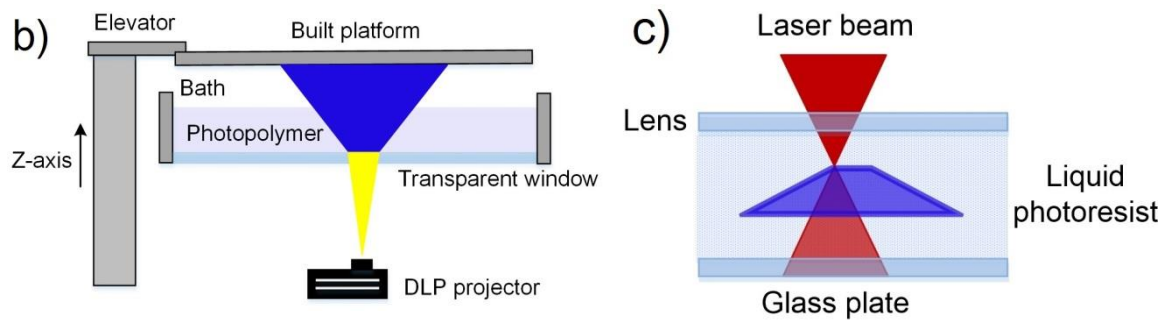 b)
Elevator
Built platform
Bath
Photopolymer
Z-axis
Transparent window
DLP projector
c)
Laser beam
Lens
Liquid
photoresist
Glass plate